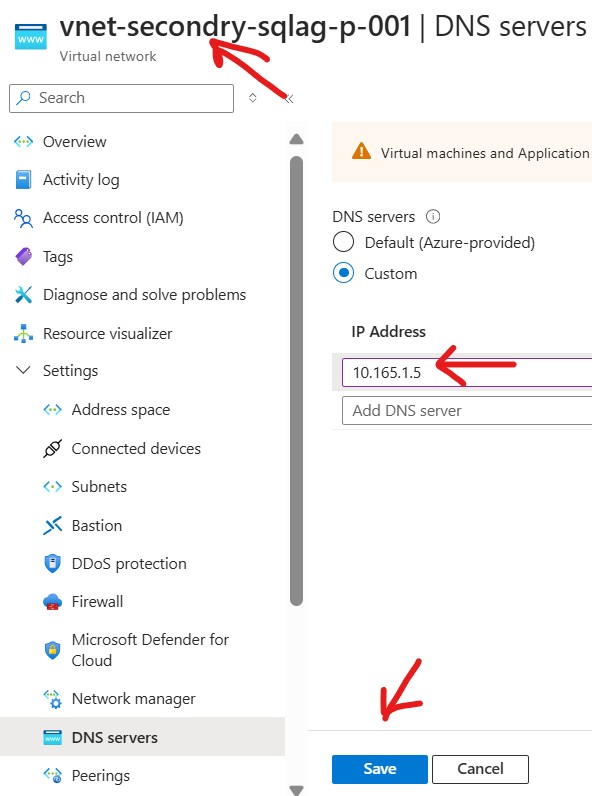 vnet-secondry-sqlag-p-001 | DNS servers
Virtual network
Search
Overview
Activity log
Access control (IAM)
Tags
Diagnose and solve problems
Resource visualizer
Settings
Address space
Connected devices
Subnets
Bastion
DDoS protection
Firewall
Microsoft Defender for
Cloud
Network manager
DNS servers
Peerings
Virtual machines and Application
DNS servers
Default (Azure-provided)
Custom
IP Address
10.165.1.5
Add DNS server
Save
Cancel